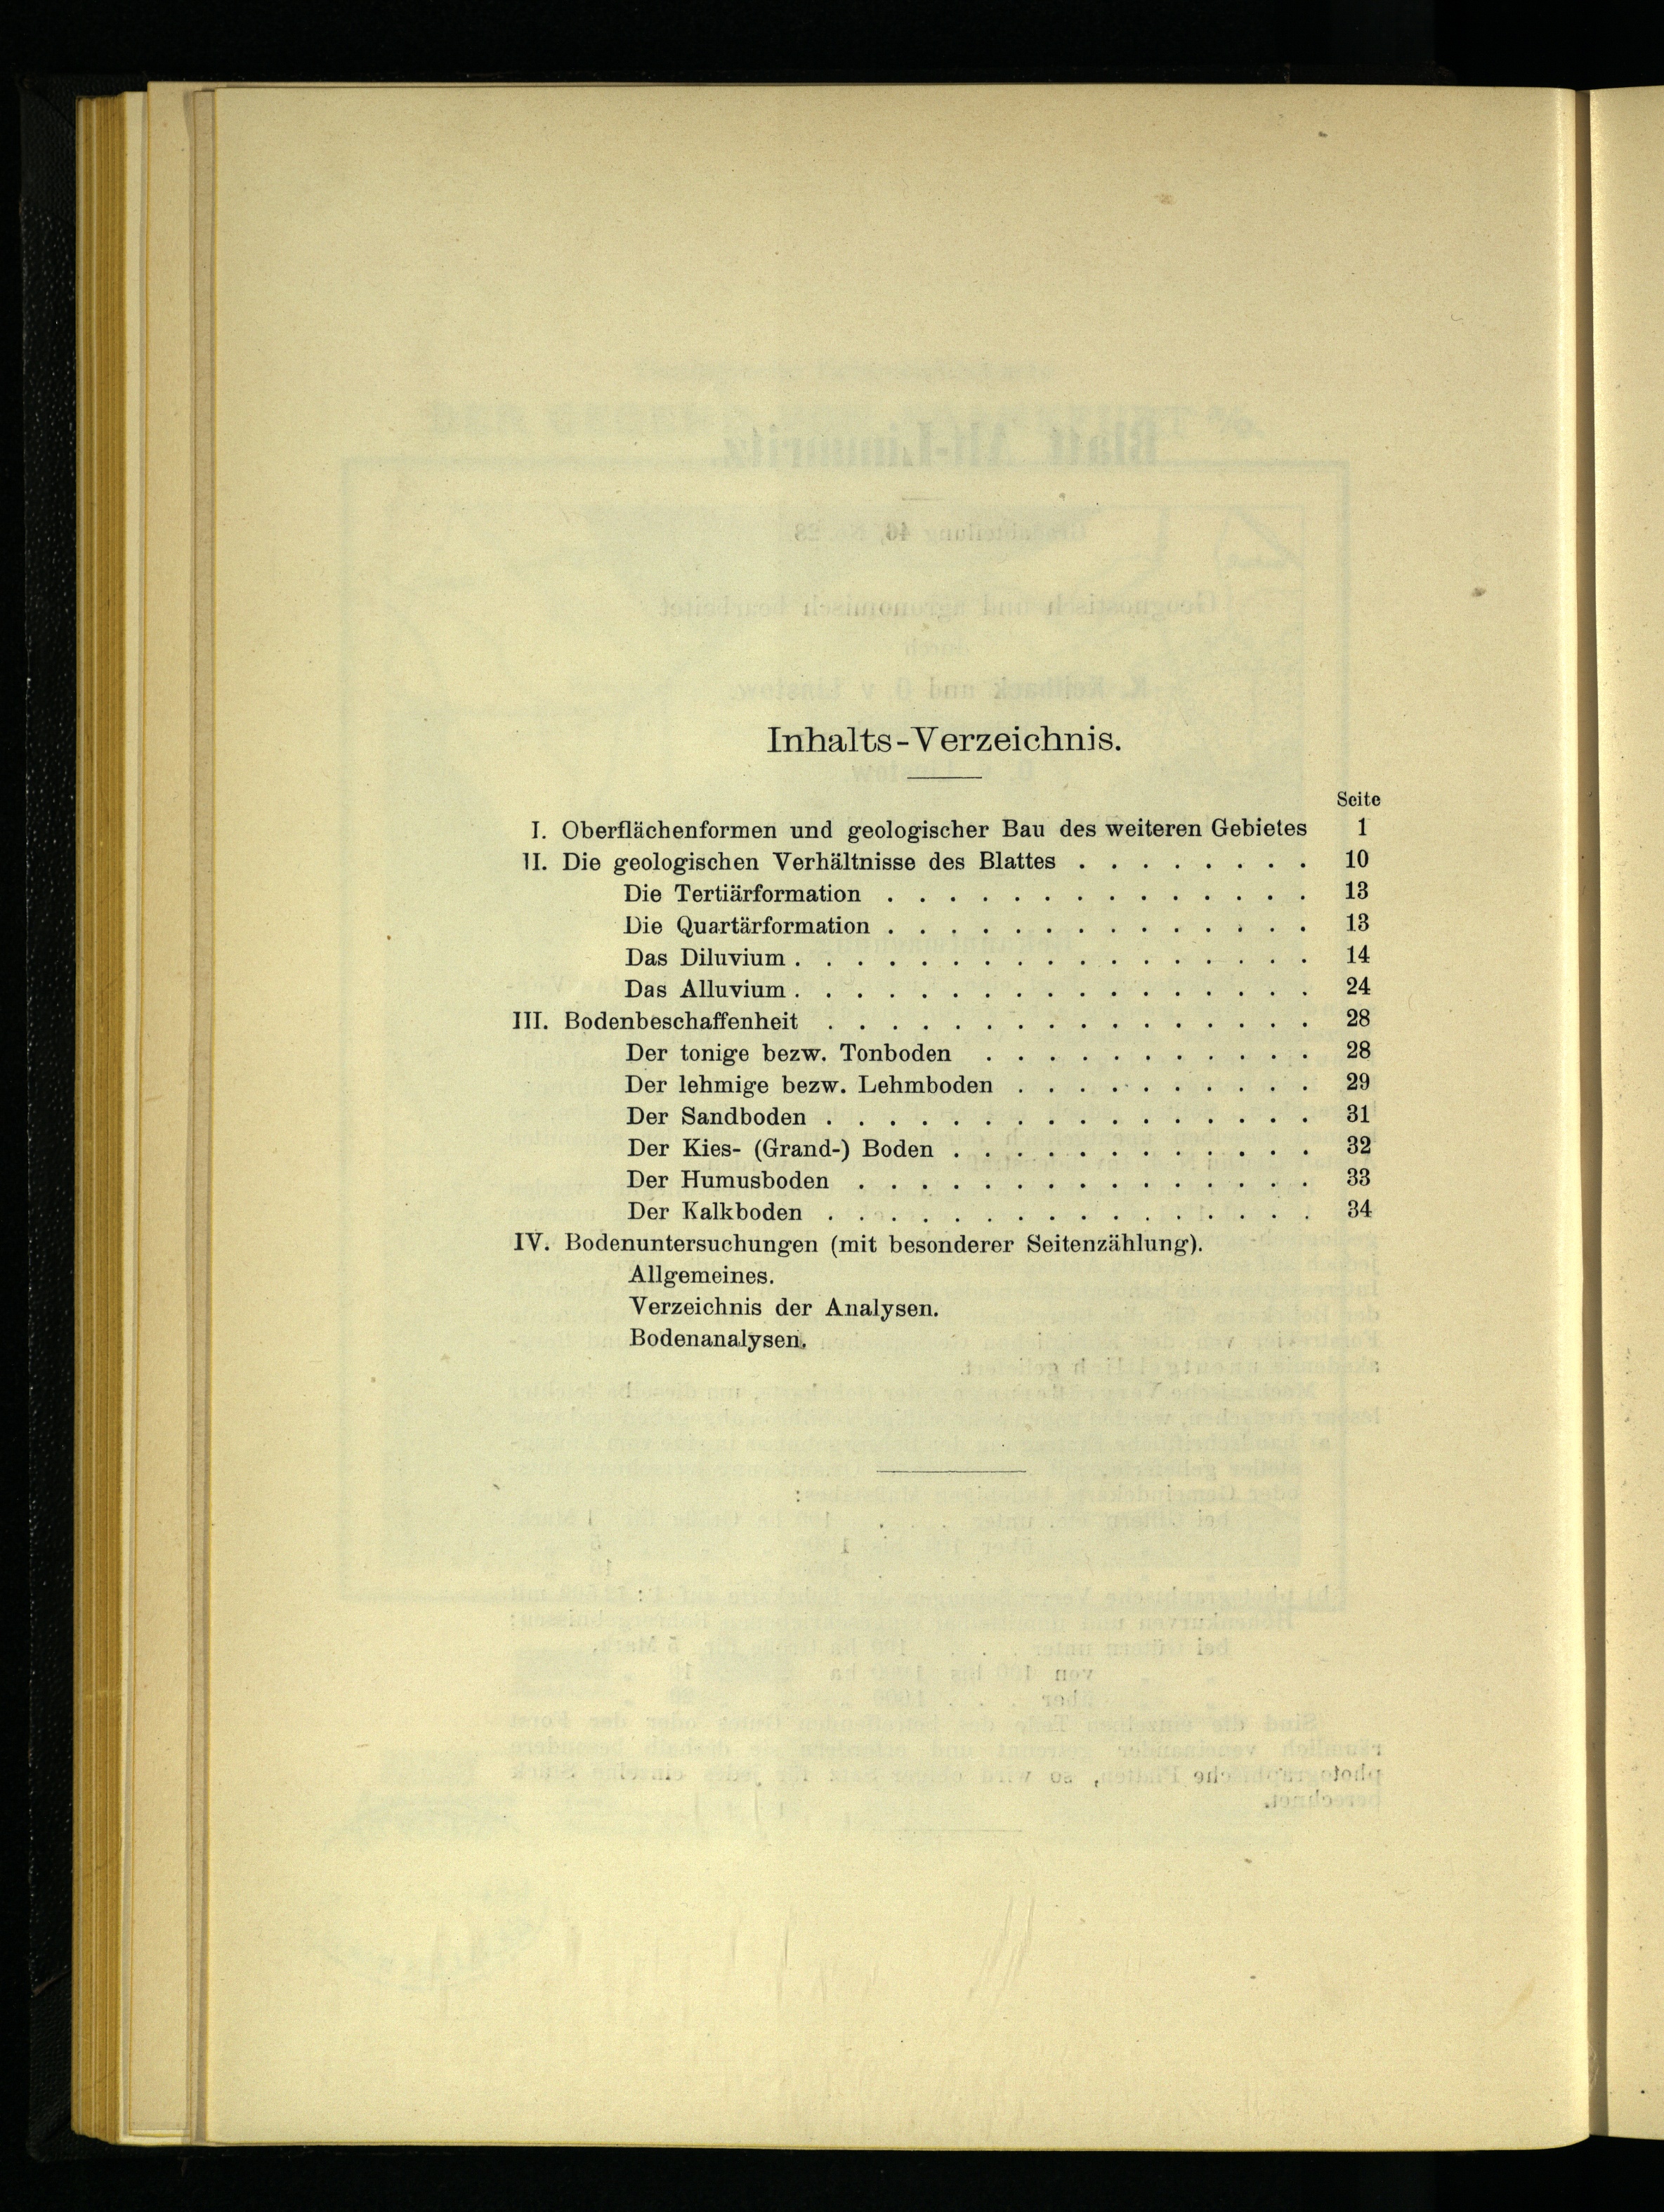 Inhalts-Verzeichnis.
Seite
I. Oberflächenformen und geologischer Bau des weiteren Gebietes 1
II. Die geologischen Verhältnisse des Blattes . . . . . . . . 10
Die Tertiärformation . . . . . . . . . . . . . . 13
Die Quartärformation . . . . . . . . . . . . . . 13
Das Diluvium . . . . . . . . . . . . . . . . . 14
Das Alluvium . . . . . . . . . . . . . . . . . 24
III. Bodenbeschaffenheit . . . . . . . . . . . . . . . . 28
Der tonige bezw. Tonboden . . . . . . . . . . . 28
Der lehmige bezw. Lehmboden . . . . . . . . . . 29
Der Sandboden . . . . . . . . . . . . . . . . 31
Der Kies- (Grand-) Boden . . . . . . . . . . . . 32
Der Humusboden . . . . . . . . . . . . . . . 33
Der Kalkboden . . . . . . . . . . . . . . . . 34
IV. Bodenuntersuchungen (mit besonderer Seitenzählung).
Allgemeines.
Verzeichnis der Analysen.
Bodenanalysen.